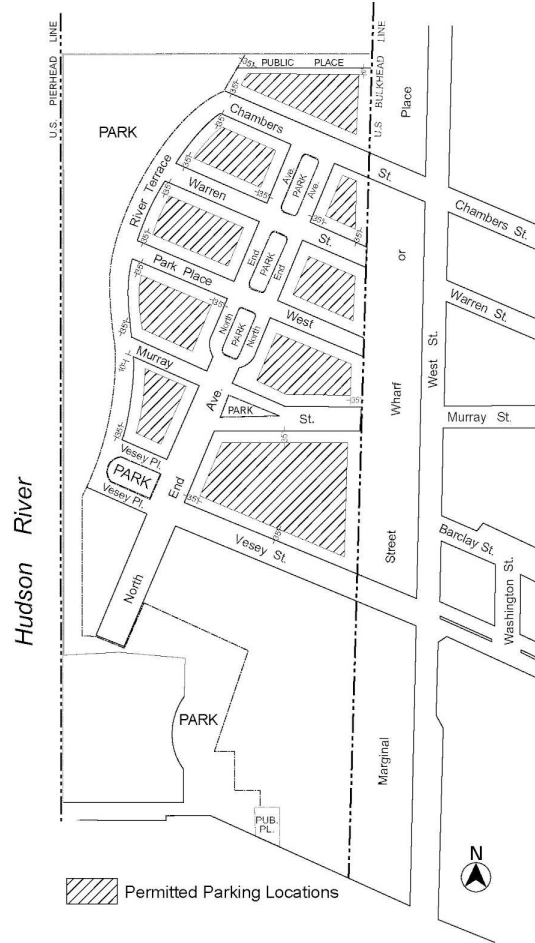 U.S. PIERHEAD LINE
U.S BULKHEAD LINE
PUBLIC PLACE
35'
35'
PARK
Chambers St.
Chambers St.
Place
River Terrace
Ave. PARK Ave.
Warren St.
Warren St.
End PARK End
Park Place West
North PARK North
or
West St.
Murray St.
Murray St.
Ave.
PARK
Wharf
Vesey Pl.
PARK
Vesey Pl.
End
Vesey St.
Street
Barclay St.
Washington St.
North
Hudson River
PARK
Marginal
PUB.
PL.
N
Permitted Parking Locations